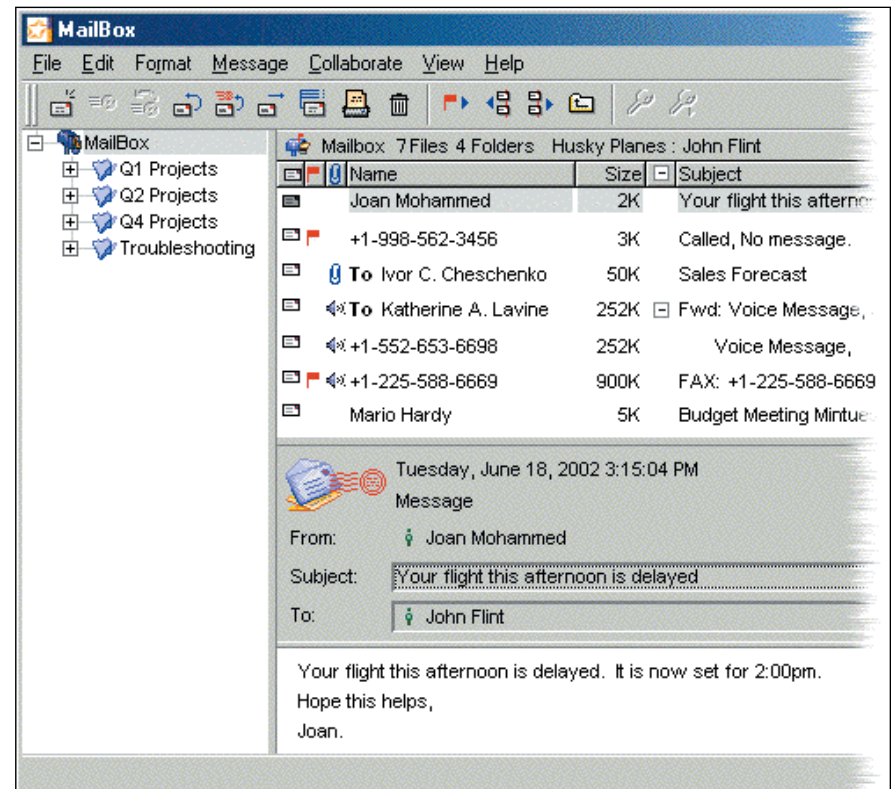 MailBox
File Edit Format Message Collaborate View Help
MailBox
Q1 Projects
Q2 Projects
Q4 Projects
Troubleshooting
Mailbox 7 Files 4 Folders Husky Planes : John Flint
Name Size Subject
Joan Mohammed 2K Your flight this
+1-998-562-3456 3K Called, No message.
To Ivor C. Cheschenko 50K Sales Forecast
To Katherine A. Lavine 252K Fwd: Voice Message,
+1-552-653-6698 252K Voice Message,
+1-225-588-6669 900K FAX: +1-225-588-6669
Mario Hardy 5K Budget Meeting
Tuesday, June 18, 2002 3:15:04 PM
Message
From: Joan Mohammed
Subject: Your flight this afternoon is delayed
To: John Flint
Your flight this afternoon is delayed. It is now set for 2:00pm.
Hope this helps,
Joan.